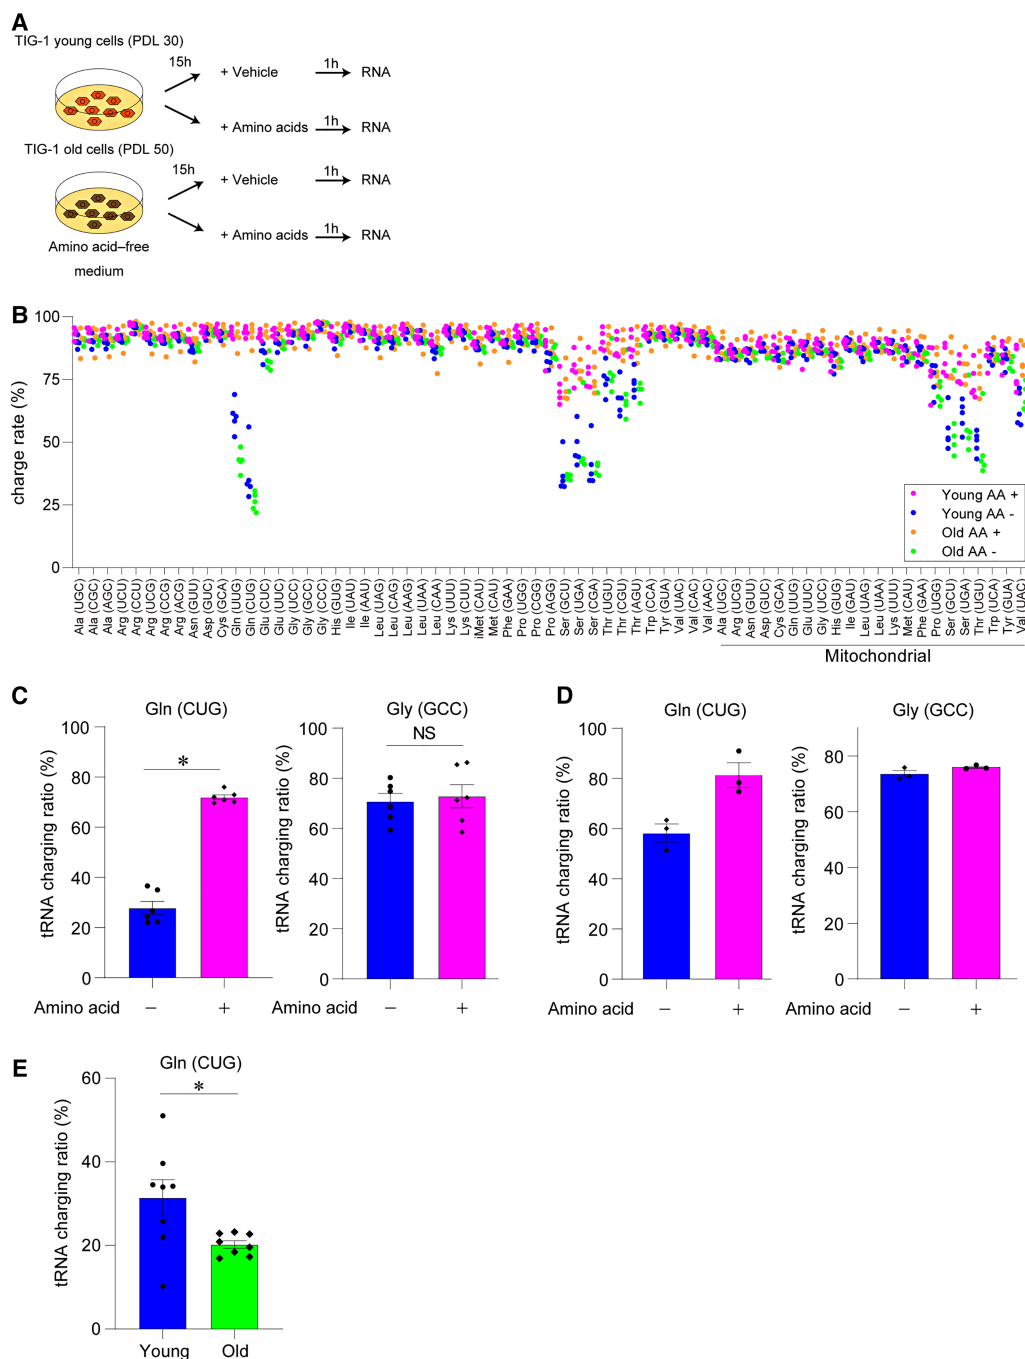 A
TIG-1 young cells (PDL 30)
15h
+ Vehicle
1h
RNA
+ Amino acids
1h
RNA
TIG-1 old cells (PDL 50)
15h
+ Vehicle
1h
RNA
+ Amino acids
1h
RNA
Amino acid–free
medium
B
charge rate (%)
100
75
50
25
0
Young AA +
Young AA -
Old AA +
Old AA -
Ala (UGC)
Ala (CGC)
Ala (AGC)
Arg (UCU)
Arg (CCU)
Arg (UCG)
Arg (CCG)
Arg (ACG)
Asn (GUU)
Asp (GUC)
Cys (GCA)
Gln (UUG)
Gln (CUG)
Glu (CUC)
Glu (UUC)
Gly (UCC)
Gly (GCC)
Gly (CCC)
His (GUG)
Ile (UAU)
Ile (AAU)
Leu (UAG)
Leu (CAG)
Leu (AAG)
Leu (UAA)
Leu (CAA)
Lys (UUU)
Lys (CUU)
iMet (CAU)
Met (CAU)
Phe (GAA)
Pro (UGG)
Pro (CGG)
Pro (AGG)
Ser (GCU)
Ser (UGA)
Ser (CGA)
Thr (UGU)
Thr (CGU)
Thr (AGU)
Trp (CCA)
Tyr (GUA)
Val (UAC)
Val (CAC)
Val (AAC)
Ala (UGC)
Arg (UCG)
Asn (GUU)
Asp (GUC)
Cys (GCA)
Gln (UUG)
Glu (UUC)
Gly (UCC)
His (GUG)
Ile (GAU)
Leu (UAG)
Leu (UAA)
Lys (UUU)
Met (CAU)
Phe (GAA)
Pro (UGG)
Ser (GCU)
Ser (UGA)
Thr (UGU)
Trp (UCA)
Tyr (GUA)
Val (UAC)
Mitochondrial
C
Gln (CUG)
tRNA charging ratio (%)
100
80
60
40
20
0
*
Amino acid
−
+
Gly (GCC)
tRNA charging ratio (%)
100
80
60
40
20
0
NS
Amino acid
−
+
D
Gln (CUG)
tRNA charging ratio (%)
100
80
60
40
20
0
Amino acid
−
+
Gly (GCC)
tRNA charging ratio (%)
80
60
40
20
0
Amino acid
−
+
E
Gln (CUG)
tRNA charging ratio (%)
60
40
20
0
*
Young
Old